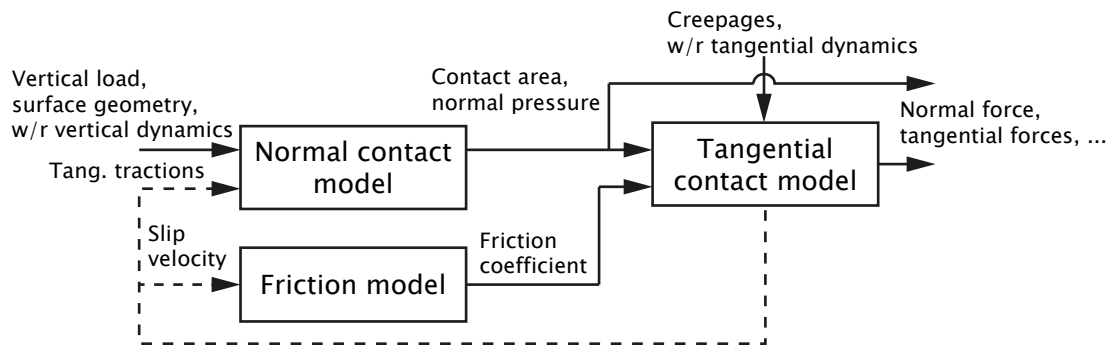 Creepages,
w/r tangential dynamics
Vertical load,
surface geometry,
w/r vertical dynamics
Contact area,
normal pressure
Normal force,
tangential forces, ...
Normal contact
model
Tangential
contact model
Tang. tractions
Slip
velocity
Friction
coefficient
Friction model